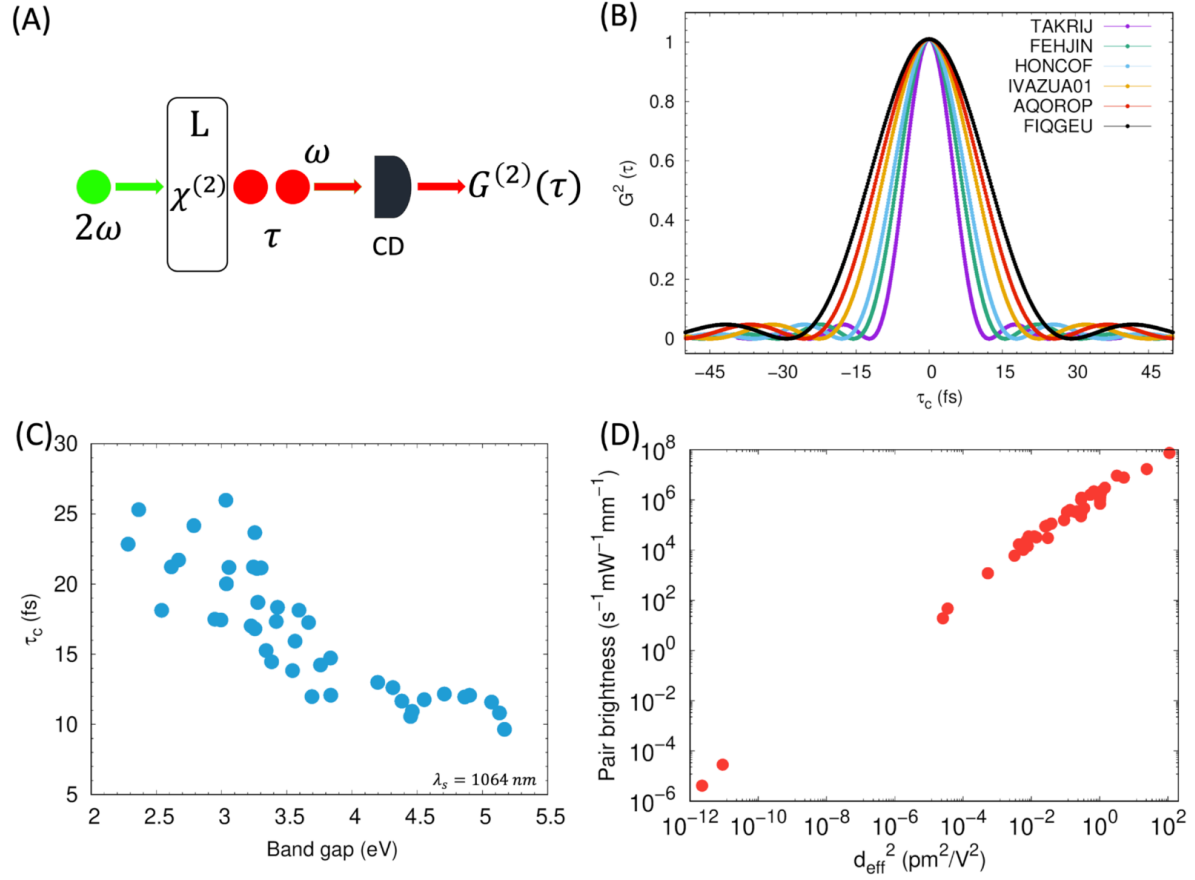 (A)
L
χ(2)
2ω
τ
ω
CD
G(2)(τ)
(B)
TAKRIJ
FEHJIN
HONCOF
IVAZUA01
AQOROP
FIQGEU
1
0.8
0.6
0.4
0.2
0
G2 (τ)
−45 −30 −15 0 15 30 45
τc (fs)
(C)
30
25
20
15
10
5
τc (fs)
λs = 1064 nm
2 2.5 3 3.5 4 4.5 5 5.5
Band gap (eV)
(D)
10^8
10^6
10^4
10^2
10^0
10^−2
10^−4
10^−6
Pair brightness (s−1mW−1mm−1)
10^−12 10^−10 10^−8 10^−6 10^−4 10^−2 10^0 10^2
deff^2 (pm^2/V^2)